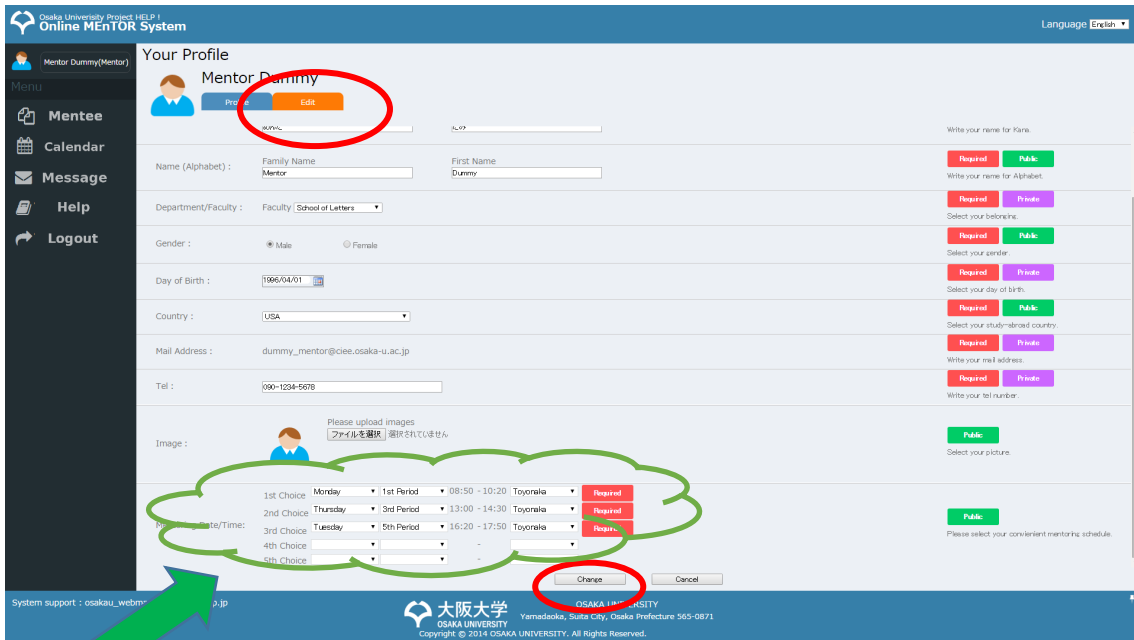 Osaka Univerisity Project HELP !
Online MEnTOR System
Language English
Mentor Dummy(Mentor)
Menu
Mentee
Calendar
Message
Help
Logout
Your Profile
Mentor Dummy
Profile Edit
Write your name for Kana.
Name (Alphabet) : Family Name First Name
Mentor Dummy
Required Public
Write your name for Alphabet.
Department/Faculty : Faculty School of Letters
Required Private
Select your belonging.
Gender : Male Female
Required Public
Select your gender.
Day of Birth : 1996/04/01
Required Private
Select your day of birth.
Country : USA
Required Public
Select your study-abroad country.
Mail Address : dummy_mentor@ciee.osaka-u.ac.jp
Required Private
Write your mail address.
Tel : 090-1234-5678
Required Private
Write your tel number.
Image : Please upload images
ファイルを選択 選択されていません
Public
Select your picture.
1st Choice Monday 1st Period 08:50 - 10:20 Toyonaka Required
2nd Choice Thursday 3rd Period 13:00 - 14:30 Toyonaka Required
Date/Time: 3rd Choice Tuesday 5th Period 16:20 - 17:50 Toyonaka Required
4th Choice -
5th Choice -
Public
Please select your convienient mentoring schedule.
Change Cancel
System support : osakau_webm p.jp
大阪大学
OSAKA UNIVERSITY
OSAKA UNIVERSITY
Yamadaoka, Suita City, Osaka Prefecture 565-0871
Copyright © 2014 OSAKA UNIVERSITY. All Rights Reserved.